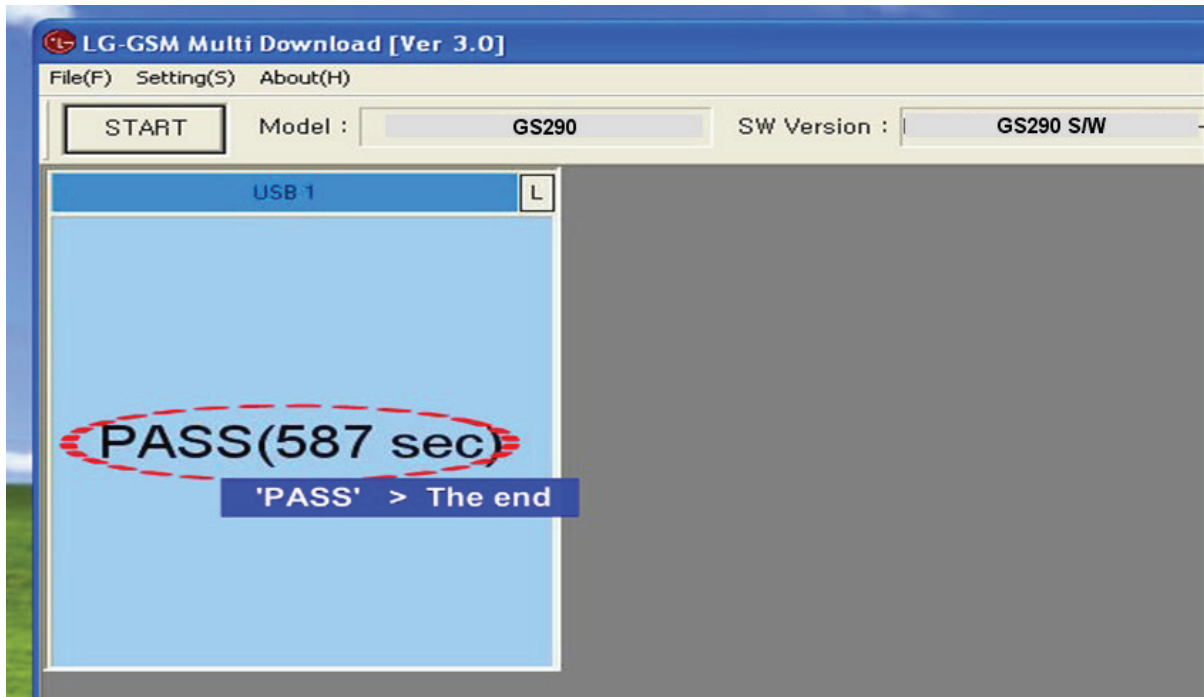 LG-GSM Multi Download [Ver 3.0]
File(F) Setting(S) About(H)
START Model : GS290 SW Version : GS290 S/W
USB 1 L
PASS(587 sec)
'PASS' > The end